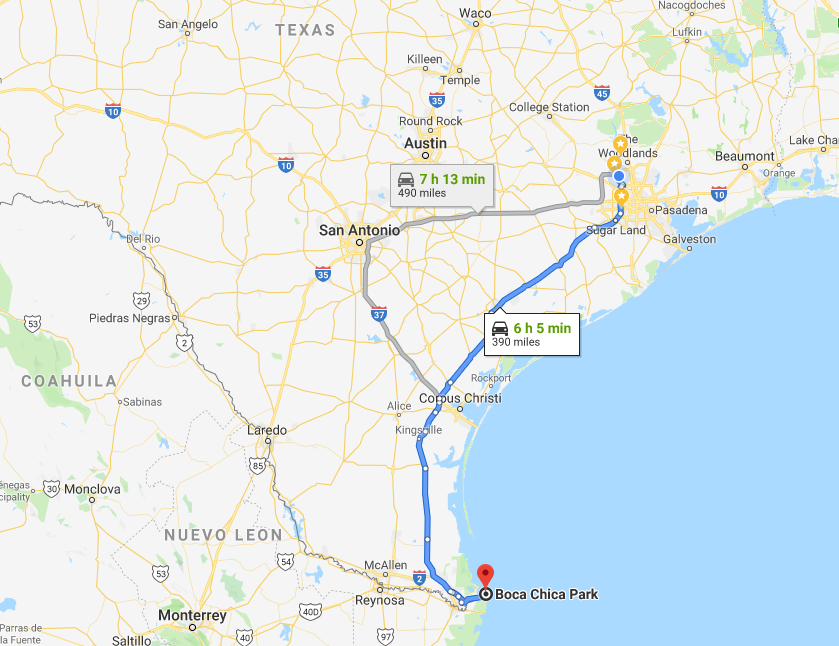 Waco
Nacogdoches
San Angelo
TEXAS
Lufkin
Killeen
Temple
45
35
10
College Station
Round Rock
Austin
The
Woodlands
Lake Cha
Beaumont
10
Orange
7 h 13 min
490 miles
10
Pasadena
San Antonio
Sugar Land
Galveston
Del Rio
35
29
37
Piedras Negras
53
2
6 h 5 min
390 miles
COAHUILA
Rockport
Sabinas
Alice
Corpus Christi
Laredo
Kingsville
85
énegas
cipality
30
Monclova
NUEVO LEON
54
53
McAllen
2
Reynosa
Boca Chica Park
40D
Monterrey
Parras de
la Fuente
Saltillo
40
97